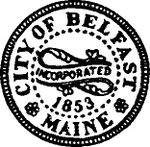 CITY OF BELFAST
INCORPORATED
1853
MAINE